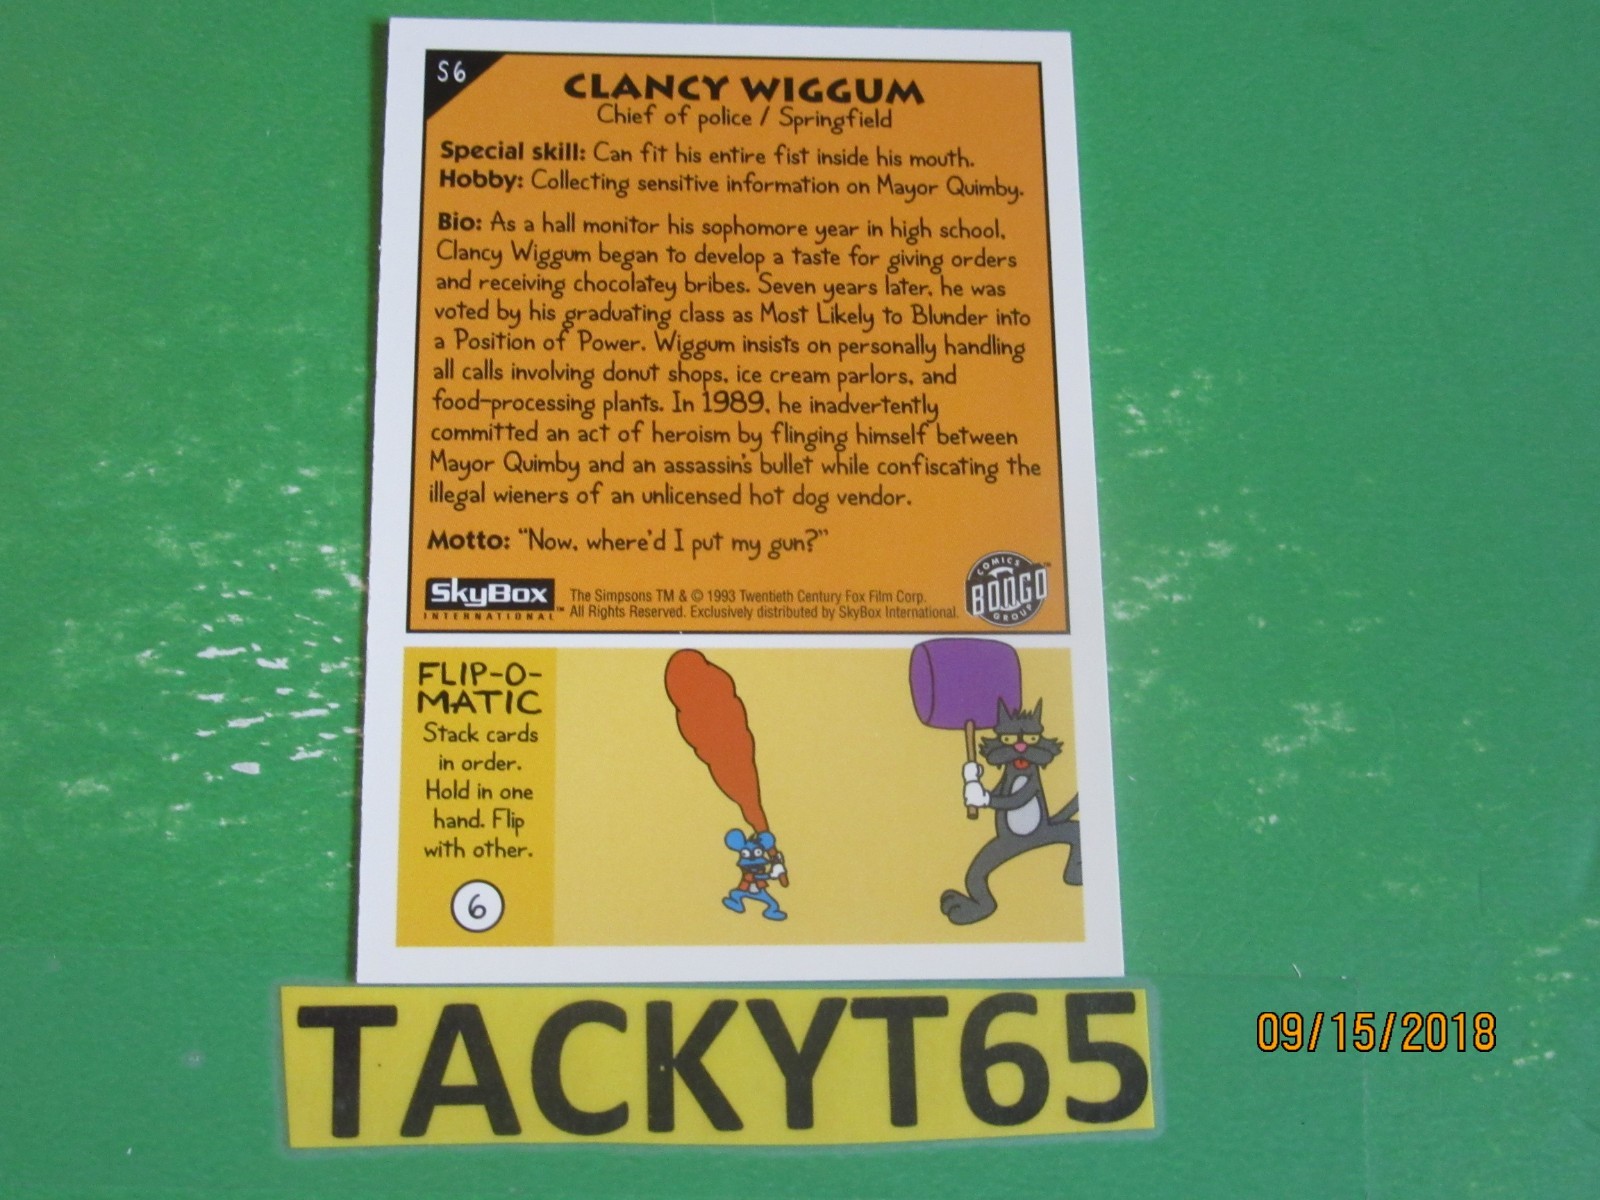 S6
CLANCY WIGGUM
Chief of police / Springfield
Special skill: Can fit his entire fist inside his mouth.
Hobby: Collecting sensitive information on Mayor Quimby.
Bio: As a hall monitor his sophomore year in high school,
Clancy Wiggum began to develop a taste for giving orders
and receiving chocolatey bribes. Seven years later, he was
voted by his graduating class as Most Likely to Blunder into
a Position of Power. Wiggum insists on personally handling
all calls involving donut shops, ice cream parlors, and
food-processing plants. In 1989, he inadvertently
committed an act of heroism by flinging himself between
Mayor Quimby and an assassin's bullet while confiscating the
illegal wieners of an unlicensed hot dog vendor.
Motto: "Now, where'd I put my gun?"
SkyBox
INTERNATIONAL™
The Simpsons TM & © 1993 Twentieth Century Fox Film Corp.
All Rights Reserved. Exclusively distributed by SkyBox International.
COMICS
BONGO™
GROUP
FLIP-O-
MATIC
Stack cards
in order.
Hold in one
hand. Flip
with other.
6
TACKYT65
09/15/2018